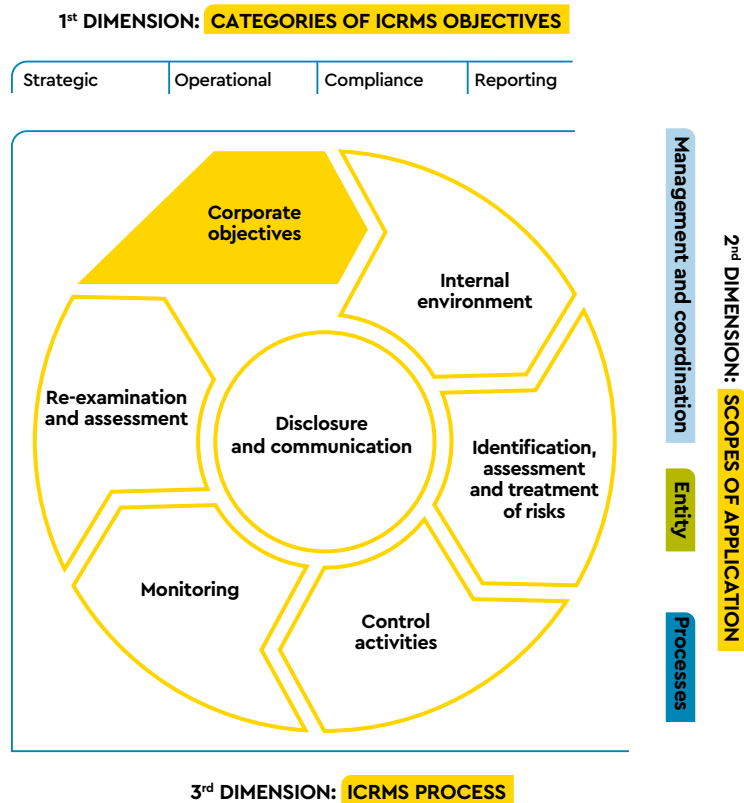 1st DIMENSION: CATEGORIES OF ICRMS OBJECTIVES
Strategic
Operational
Compliance
Reporting
Corporate
objectives
Internal
environment
Identification,
assessment
and treatment
of risks
Control
activities
Monitoring
Re-examination
and assessment
Disclosure
and communication
Management and coordination
Entity
Processes
2nd DIMENSION: SCOPES OF APPLICATION
3rd DIMENSION: ICRMS PROCESS